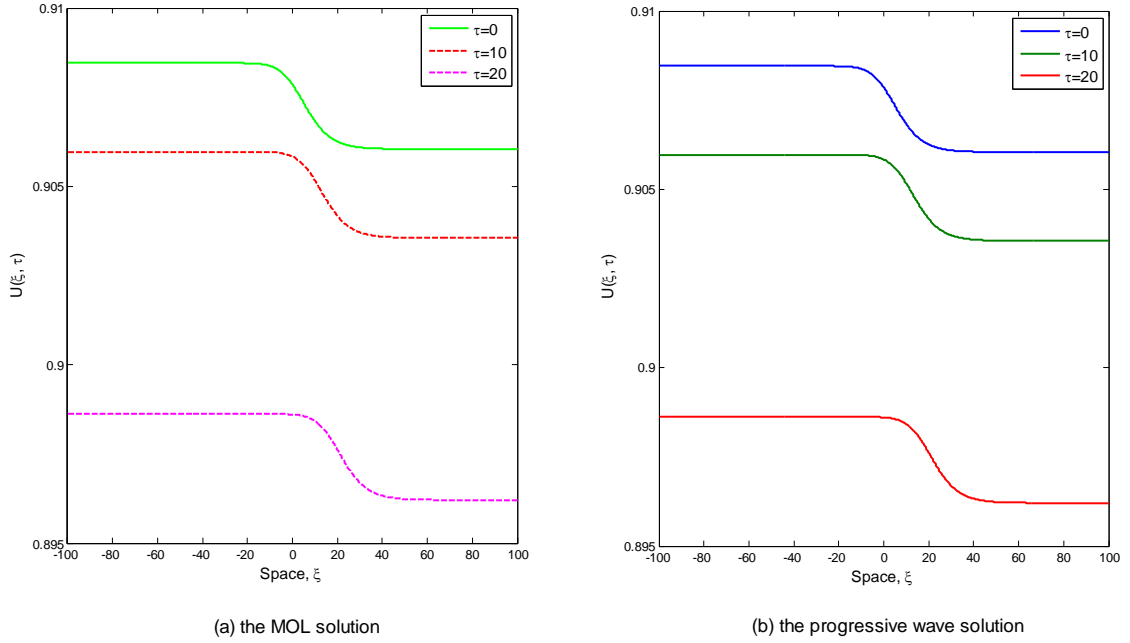 0.91
0.905
0.9
0.895
-100 -80 -60 -40 -20 0 20 40 60 80 100
U(ξ, τ)
Space, ξ
τ=0
τ=10
τ=20
(a) the MOL solution
0.91
0.905
0.9
0.895
-100 -80 -60 -40 -20 0 20 40 60 80 100
U(ξ, τ)
Space, ξ
τ=0
τ=10
τ=20
(b) the progressive wave solution